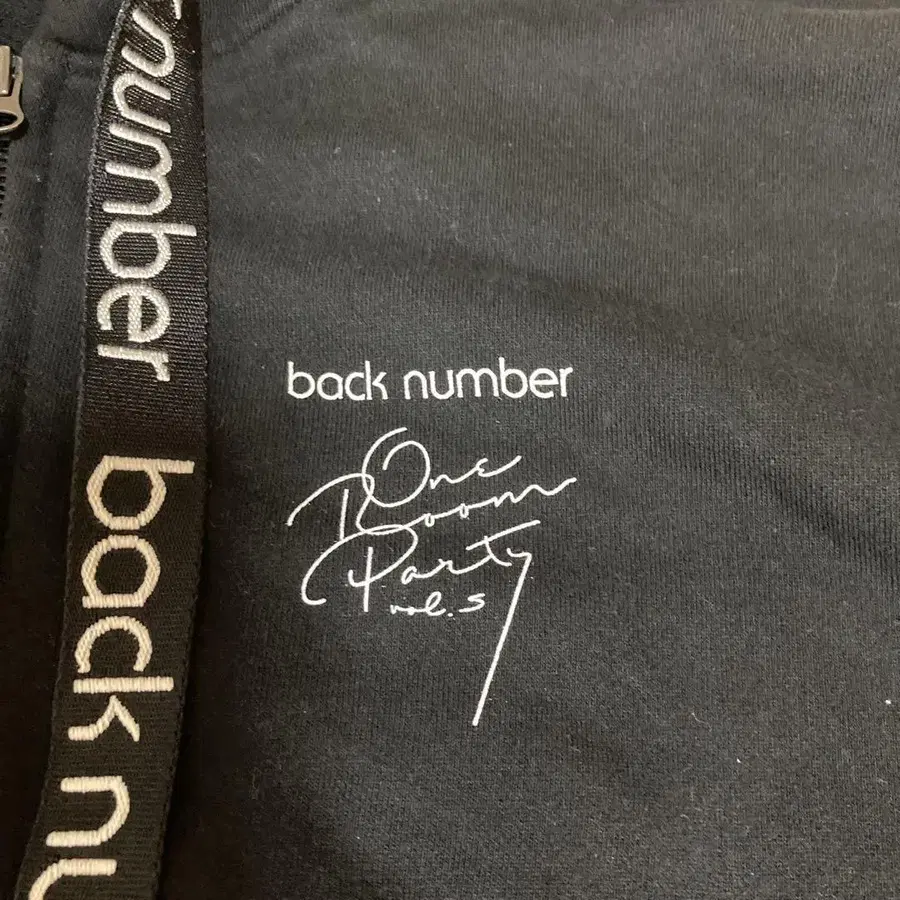 number
back nu
back number
One
Room
Party
vol.5